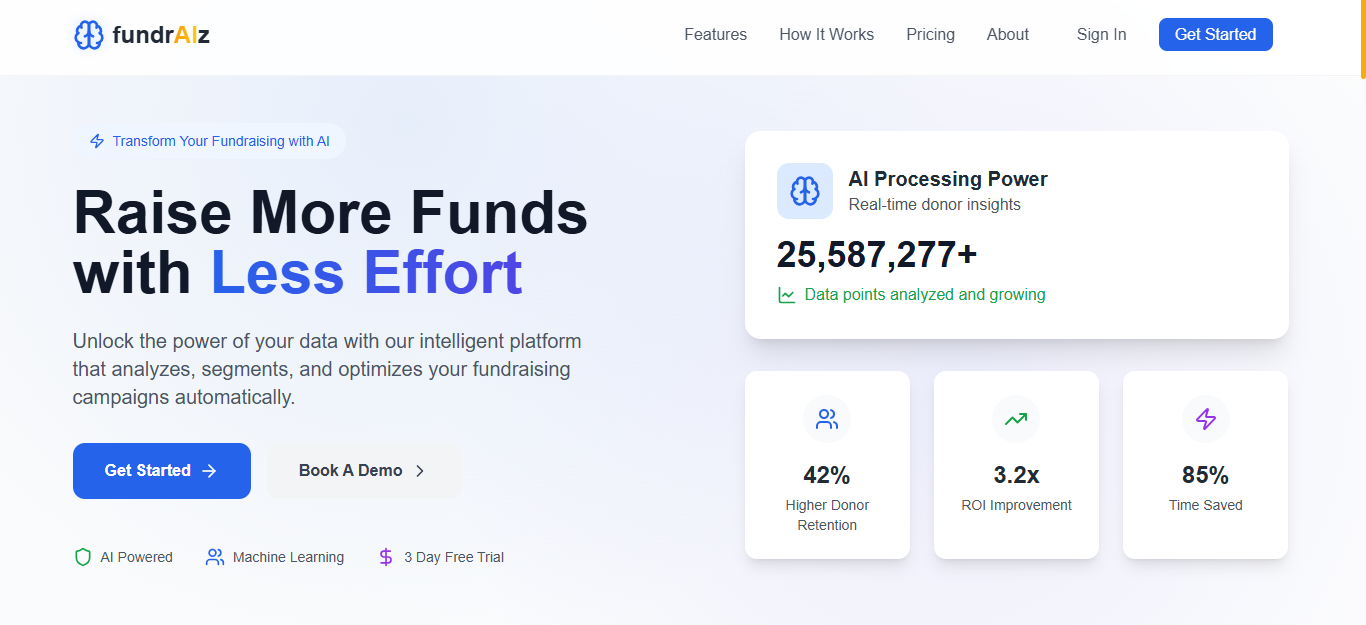 fundrAIz
Features How It Works Pricing About Sign In Get Started
Transform Your Fundraising with AI
Raise More Funds
with Less Effort
Unlock the power of your data with our intelligent platform
that analyzes, segments, and optimizes your fundraising
campaigns automatically.
Get Started
Book A Demo
AI Powered
Machine Learning
3 Day Free Trial
AI Processing Power
Real-time donor insights
25,587,277+
Data points analyzed and growing
42%
Higher Donor
Retention
3.2x
ROI Improvement
85%
Time Saved